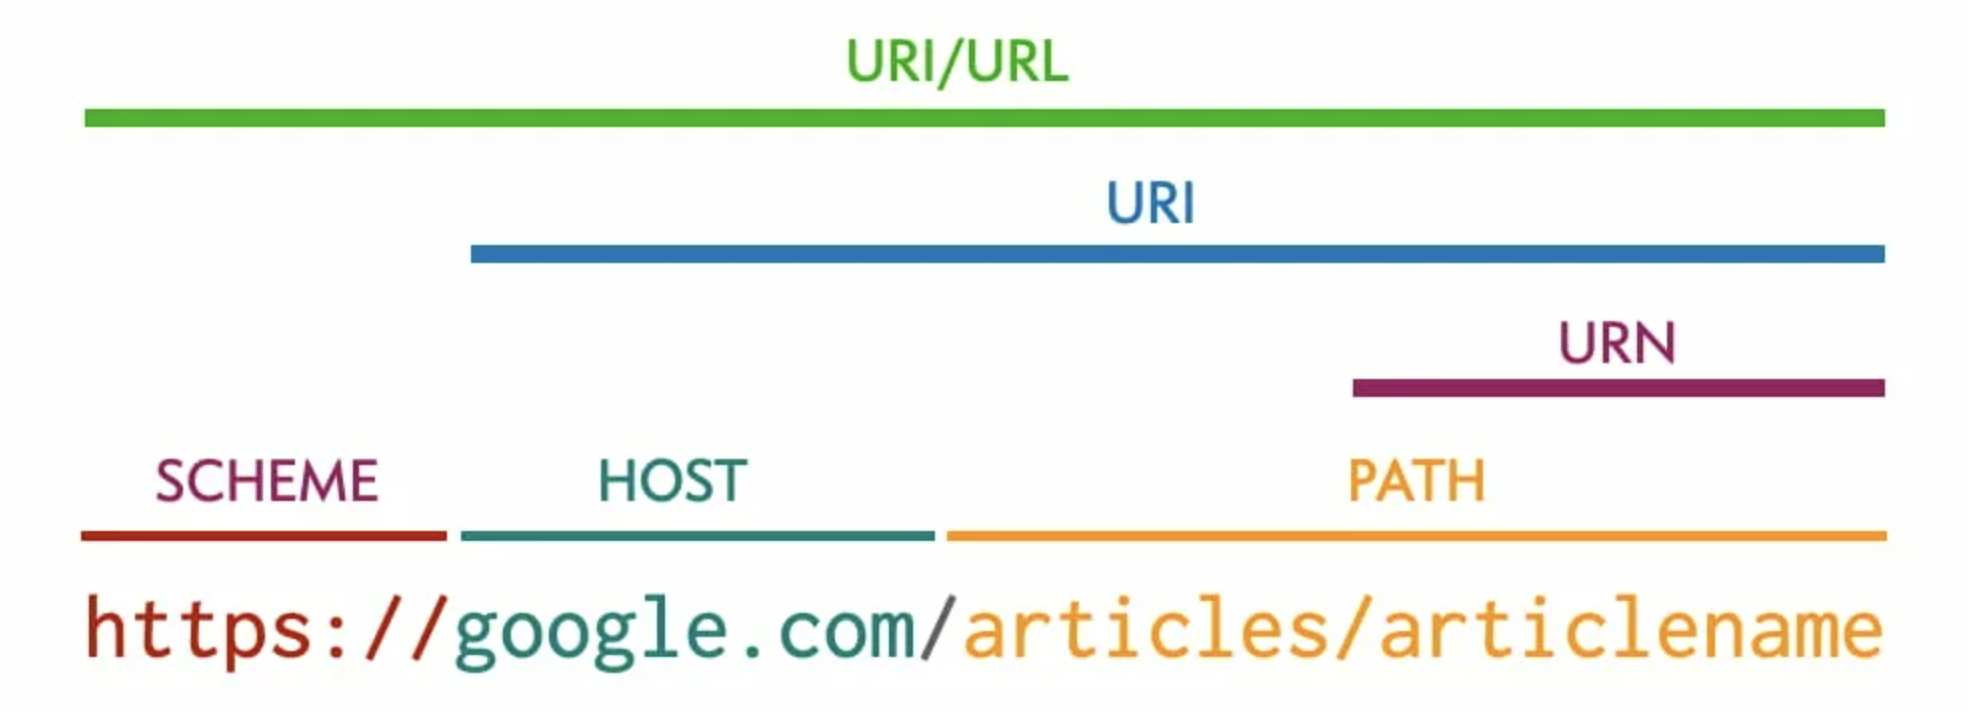 URI/URL
URI
URN
SCHEME HOST PATH
https://google.com/articles/articlename